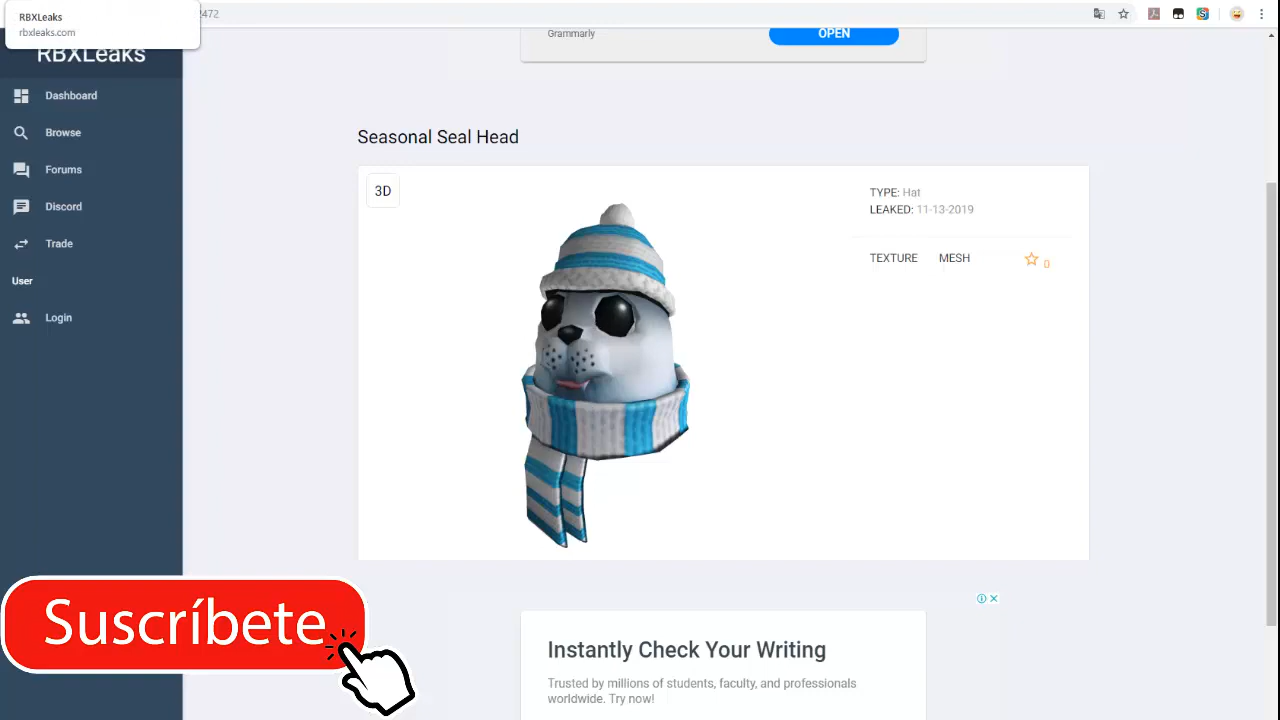 RBXLeaks
rbxleaks.com
2472
RBXLeaks
Dashboard
Browse
Forums
Discord
Trade
User
Login
Grammarly
OPEN
Seasonal Seal Head
3D
TYPE: Hat
LEAKED: 11-13-2019
TEXTURE MESH
0
Instantly Check Your Writing
Trusted by millions of students, faculty, and professionals
worldwide. Try now!
Suscríbete